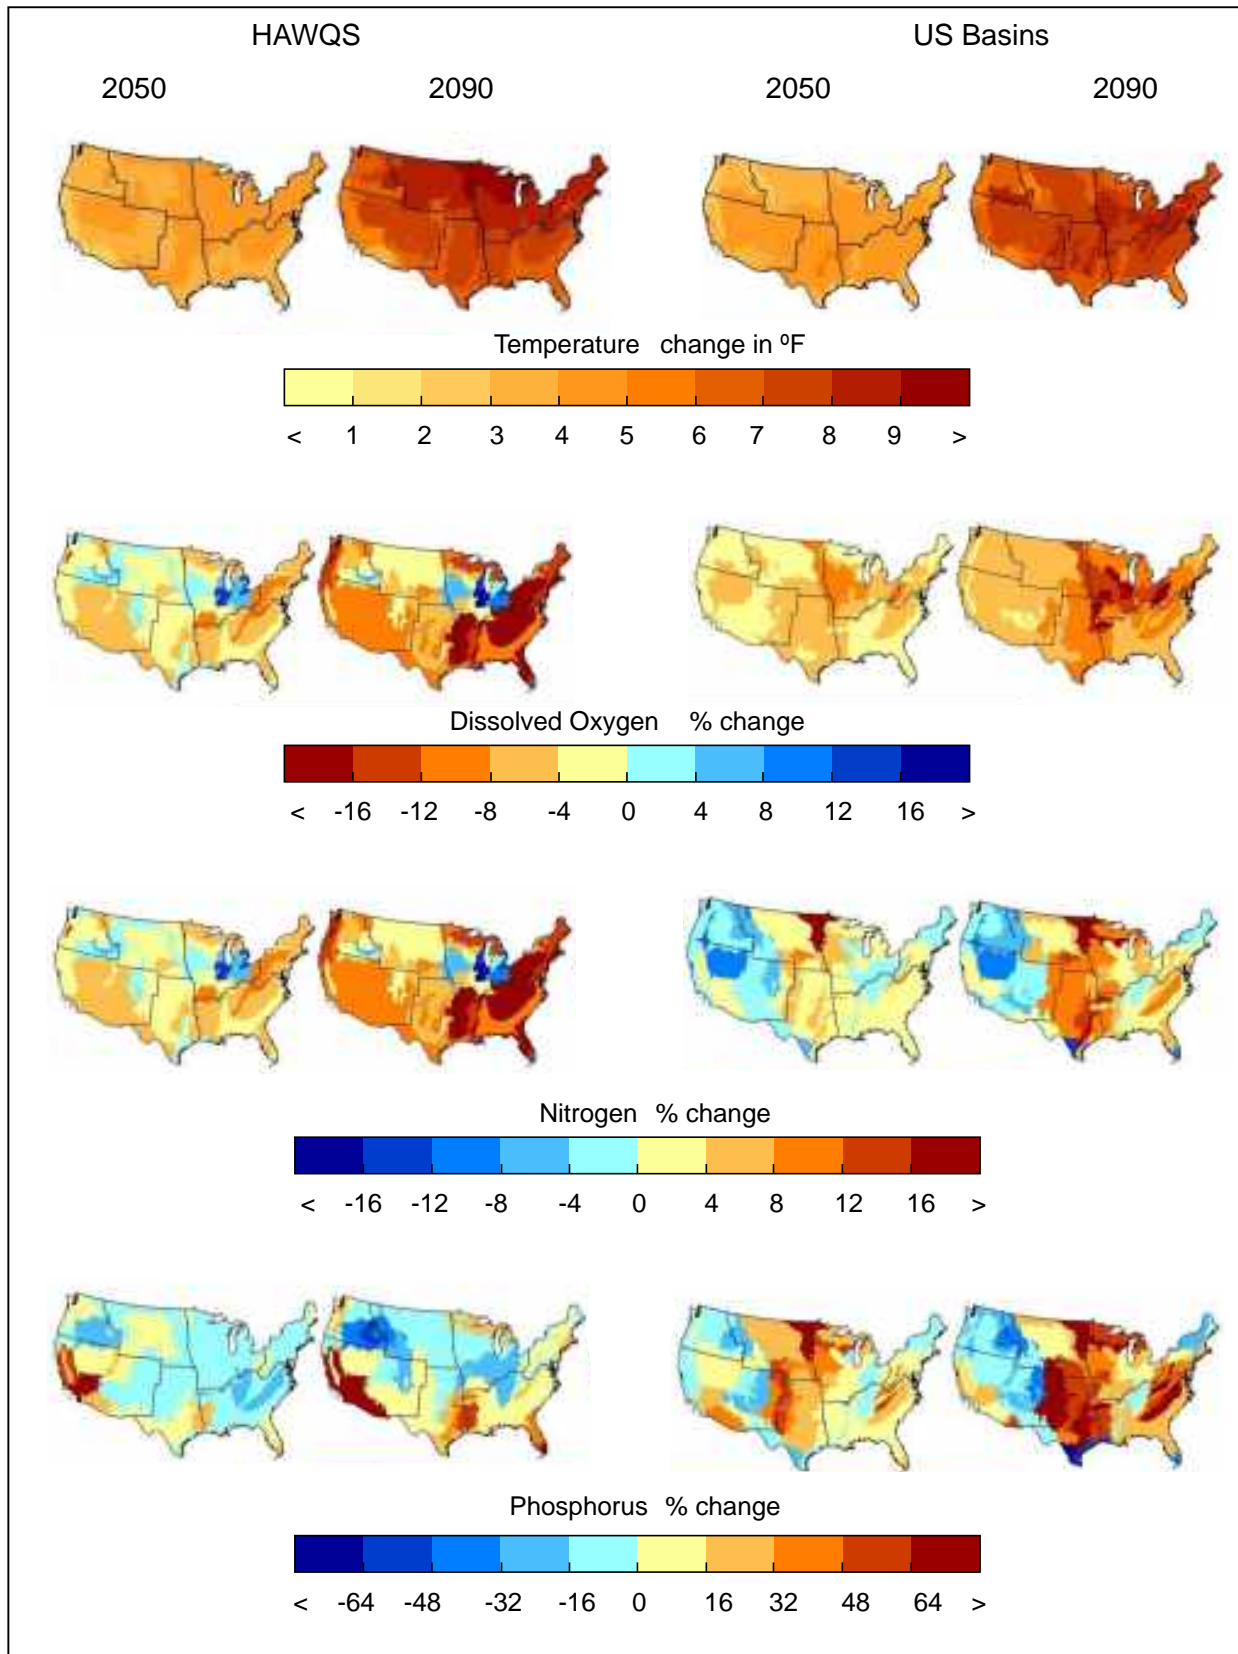 HAWQS US Basins
2050 2090 2050 2090
Temperature change in ºF
< 1 2 3 4 5 6 7 8 9 >
Dissolved Oxygen % change
< -16 -12 -8 -4 0 4 8 12 16 >
Nitrogen % change
< -16 -12 -8 -4 0 4 8 12 16 >
Phosphorus % change
< -64 -48 -32 -16 0 16 32 48 64 >